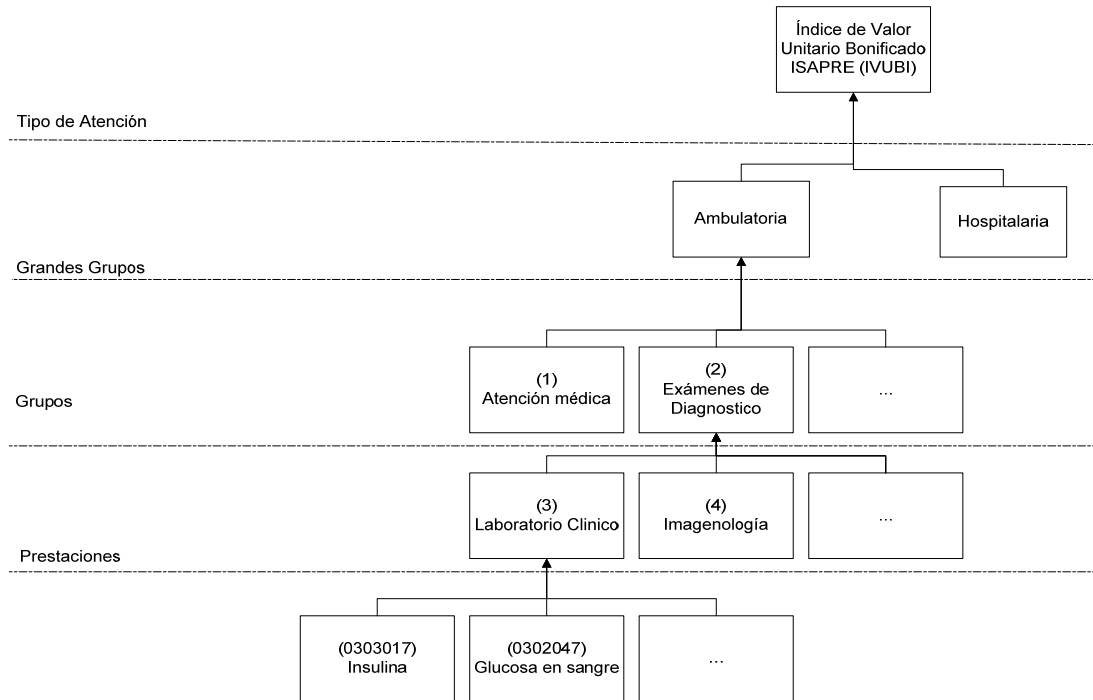 Índice de Valor
Unitario Bonificado
ISAPRE (IVUBI)
Tipo de Atención
Ambulatoria
Hospitalaria
Grandes Grupos
(1)
Atención médica
(2)
Exámenes de
Diagnostico
...
Grupos
(3)
Laboratorio Clinico
(4)
Imagenología
...
Prestaciones
(0303017)
Insulina
(0302047)
Glucosa en sangre
...